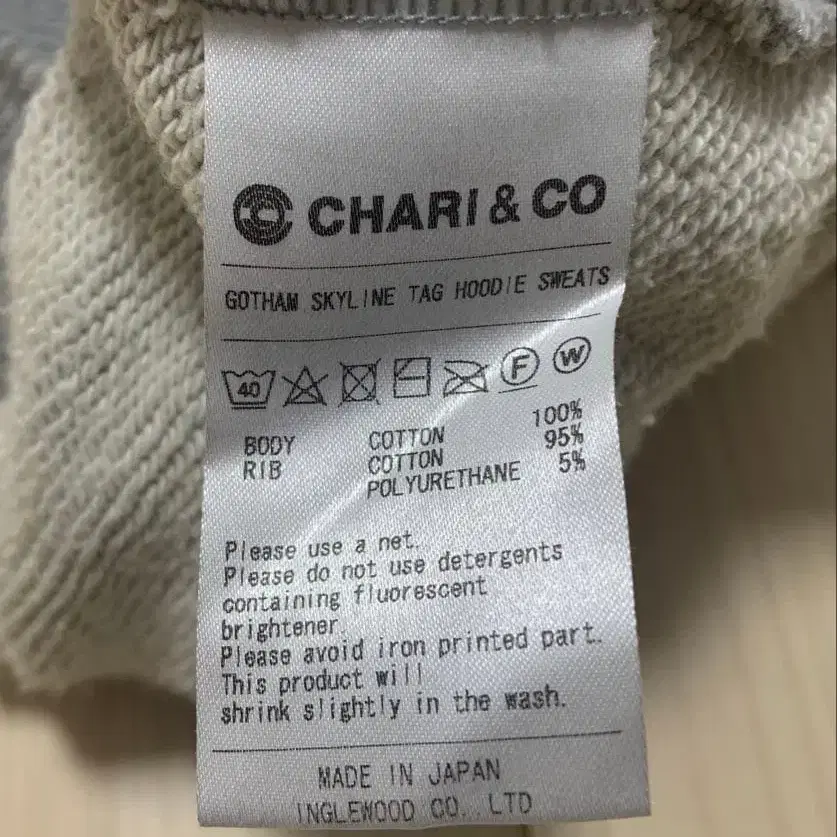 CHARI & CO
GOTHAM SKYLINE TAG HOODIE SWEATS
40 F W
BODY COTTON 100%
RIB COTTON 95%
POLYURETHANE 5%
Please use a net.
Please do not use detergents
containing fluorescent
brightener
Please avoid iron printed part.
This product will
shrink slightly in the wash.
MADE IN JAPAN
INGLEWOOD CO., LTD